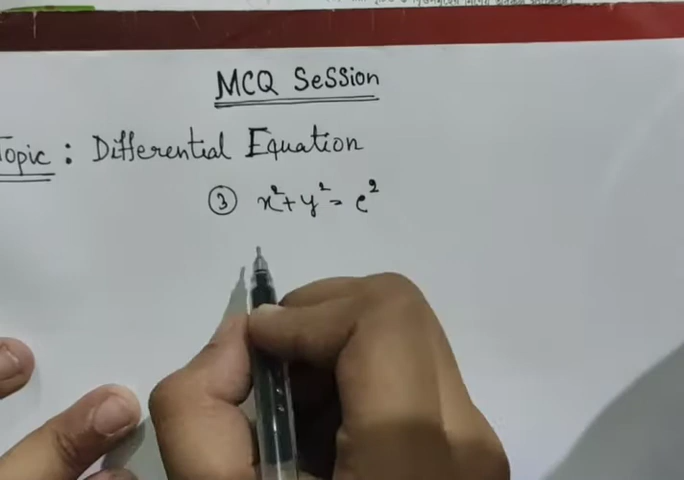 MCQ Session
Topic : Differential Equation
③ x² + y² = c²